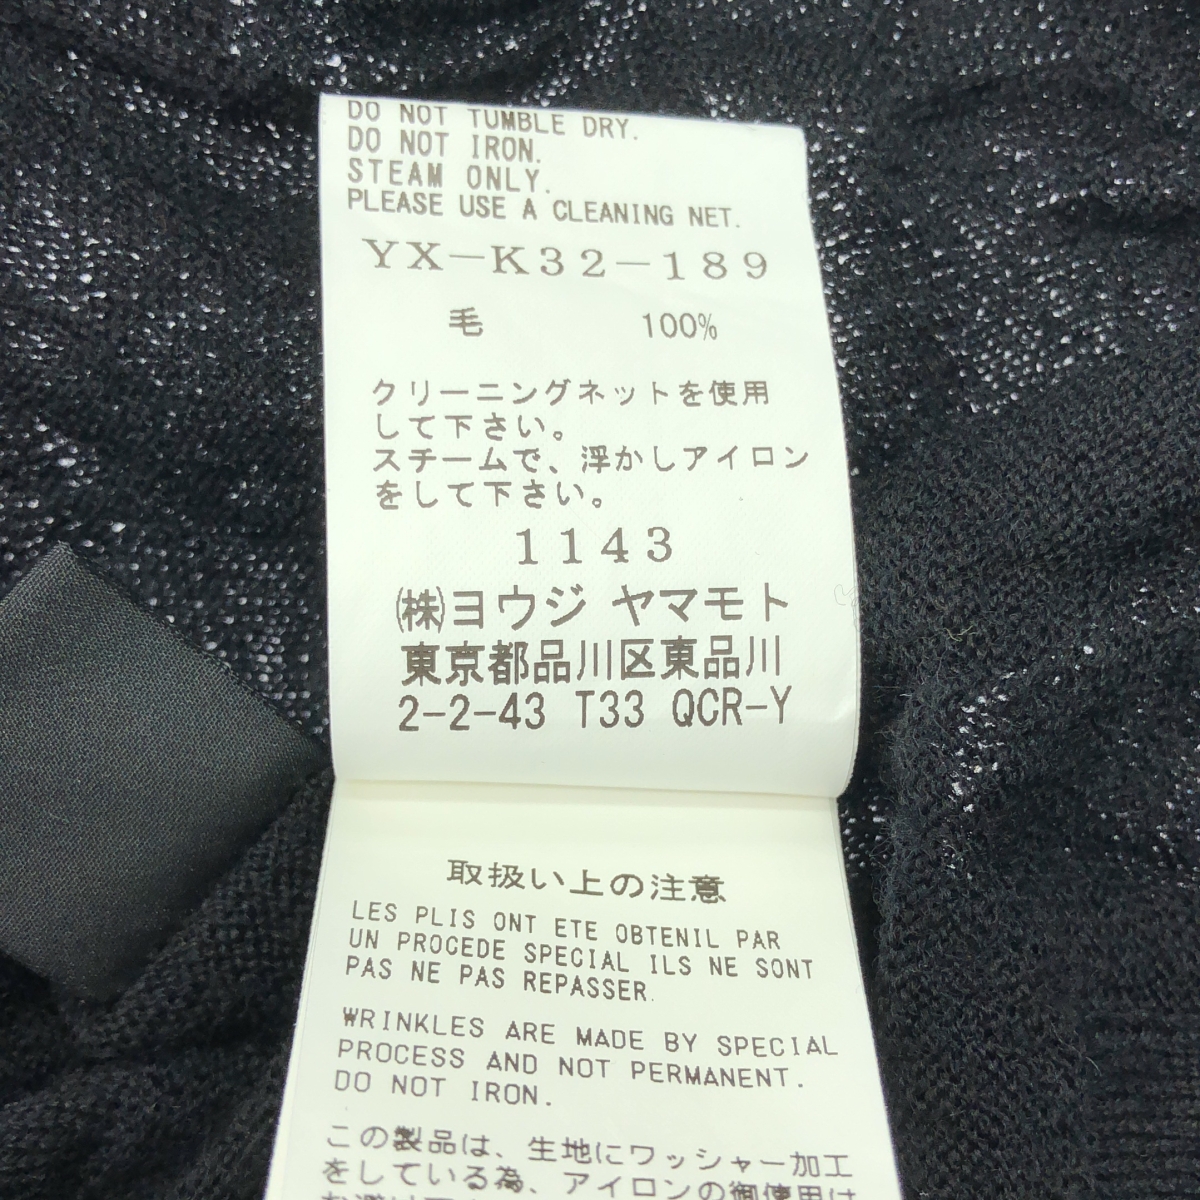 DO NOT TUMBLE DRY.
DO NOT IRON.
STEAM ONLY.
PLEASE USE A CLEANING NET.
YX-K32-189
毛 100%
クリーニングネットを使用
して下さい。
スチームで、浮かしアイロン
をして下さい。
1143
㈱ヨウジ ヤマモト
東京都品川区東品川
2-2-43 T33 QCR-Y
取扱い上の注意
LES PLIS ONT ETE OBTENIL PAR
UN PROCEDE SPECIAL ILS NE SONT
PAS NE PAS REPASSER.
WRINKLES ARE MADE BY SPECIAL
PROCESS AND NOT PERMANENT.
DO NOT IRON.
この製品は、生地にワッシャー加工
をしている為、アイロンの御使用は